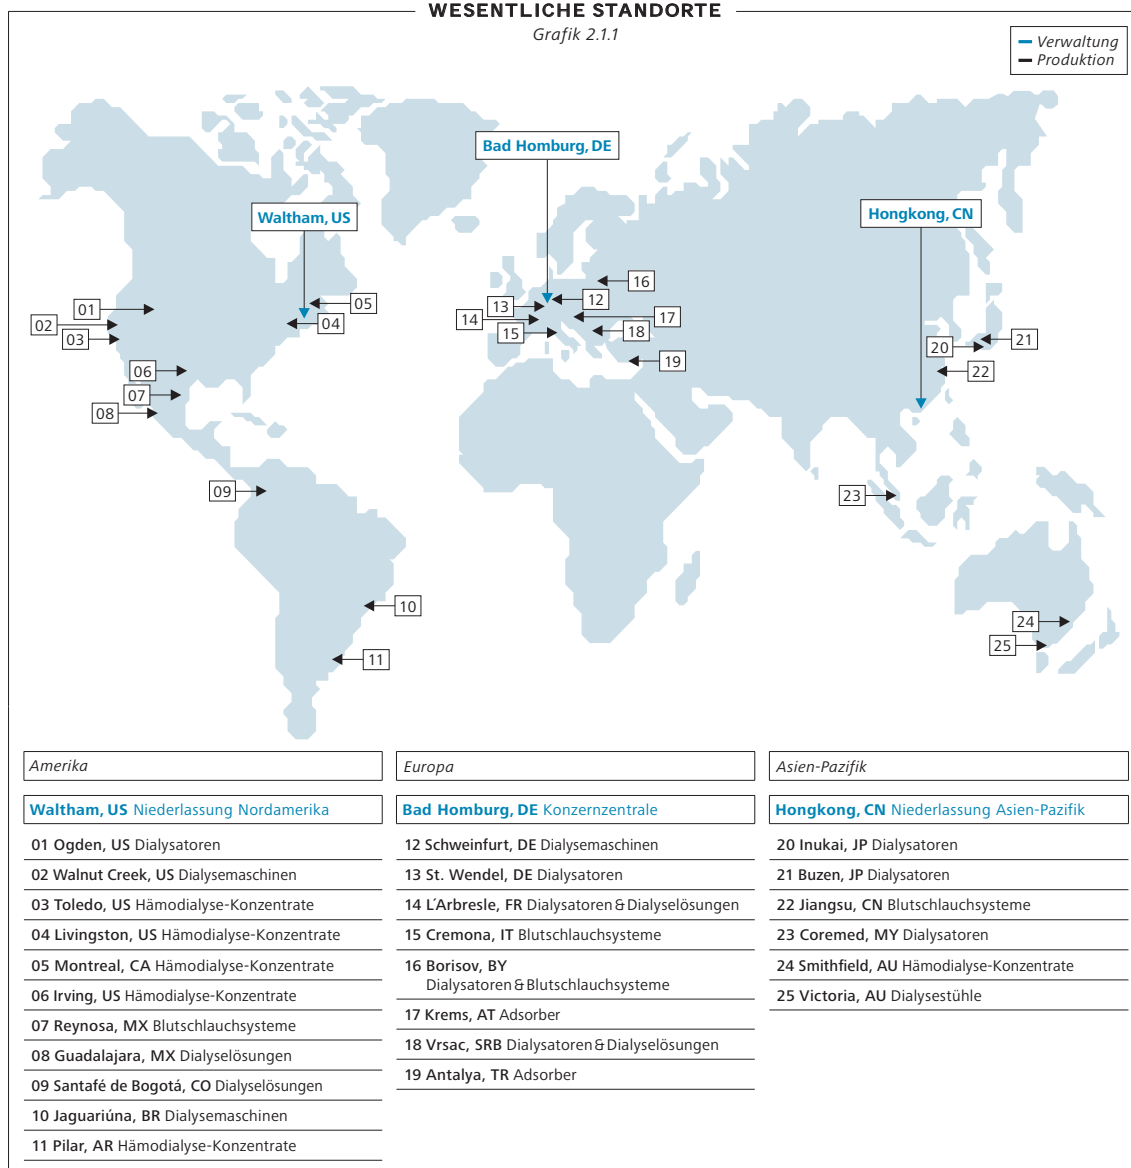 WESENTLICHE STANDORTE
Grafik 2.1.1
Verwaltung
Produktion
Bad Homburg, DE
Waltham, US
Hongkong, CN
01
02
03
04
05
06
07
08
09
10
11
12
13
14
15
16
17
18
19
20
21
22
23
24
25
Amerika
Waltham, US Niederlassung Nordamerika
01 Ogden, US Dialysatoren
02 Walnut Creek, US Dialysemaschinen
03 Toledo, US Hämodialyse-Konzentrate
04 Livingston, US Hämodialyse-Konzentrate
05 Montreal, CA Hämodialyse-Konzentrate
06 Irving, US Hämodialyse-Konzentrate
07 Reynosa, MX Blutschlauchsysteme
08 Guadalajara, MX Dialyselösungen
09 Santafé de Bogotá, CO Dialyselösungen
10 Jaguariúna, BR Dialysemaschinen
11 Pilar, AR Hämodialyse-Konzentrate
Europa
Bad Homburg, DE Konzernzentrale
12 Schweinfurt, DE Dialysemaschinen
13 St. Wendel, DE Dialysatoren
14 L´Arbresle, FR Dialysatoren & Dialyselösungen
15 Cremona, IT Blutschlauchsysteme
16 Borisov, BY
Dialysatoren & Blutschlauchsysteme
17 Krems, AT Adsorber
18 Vrsac, SRB Dialysatoren & Dialyselösungen
19 Antalya, TR Adsorber
Asien-Pazifik
Hongkong, CN Niederlassung Asien-Pazifik
20 Inukai, JP Dialysatoren
21 Buzen, JP Dialysatoren
22 Jiangsu, CN Blutschlauchsysteme
23 Coremed, MY Dialysatoren
24 Smithfield, AU Hämodialyse-Konzentrate
25 Victoria, AU Dialysestühle